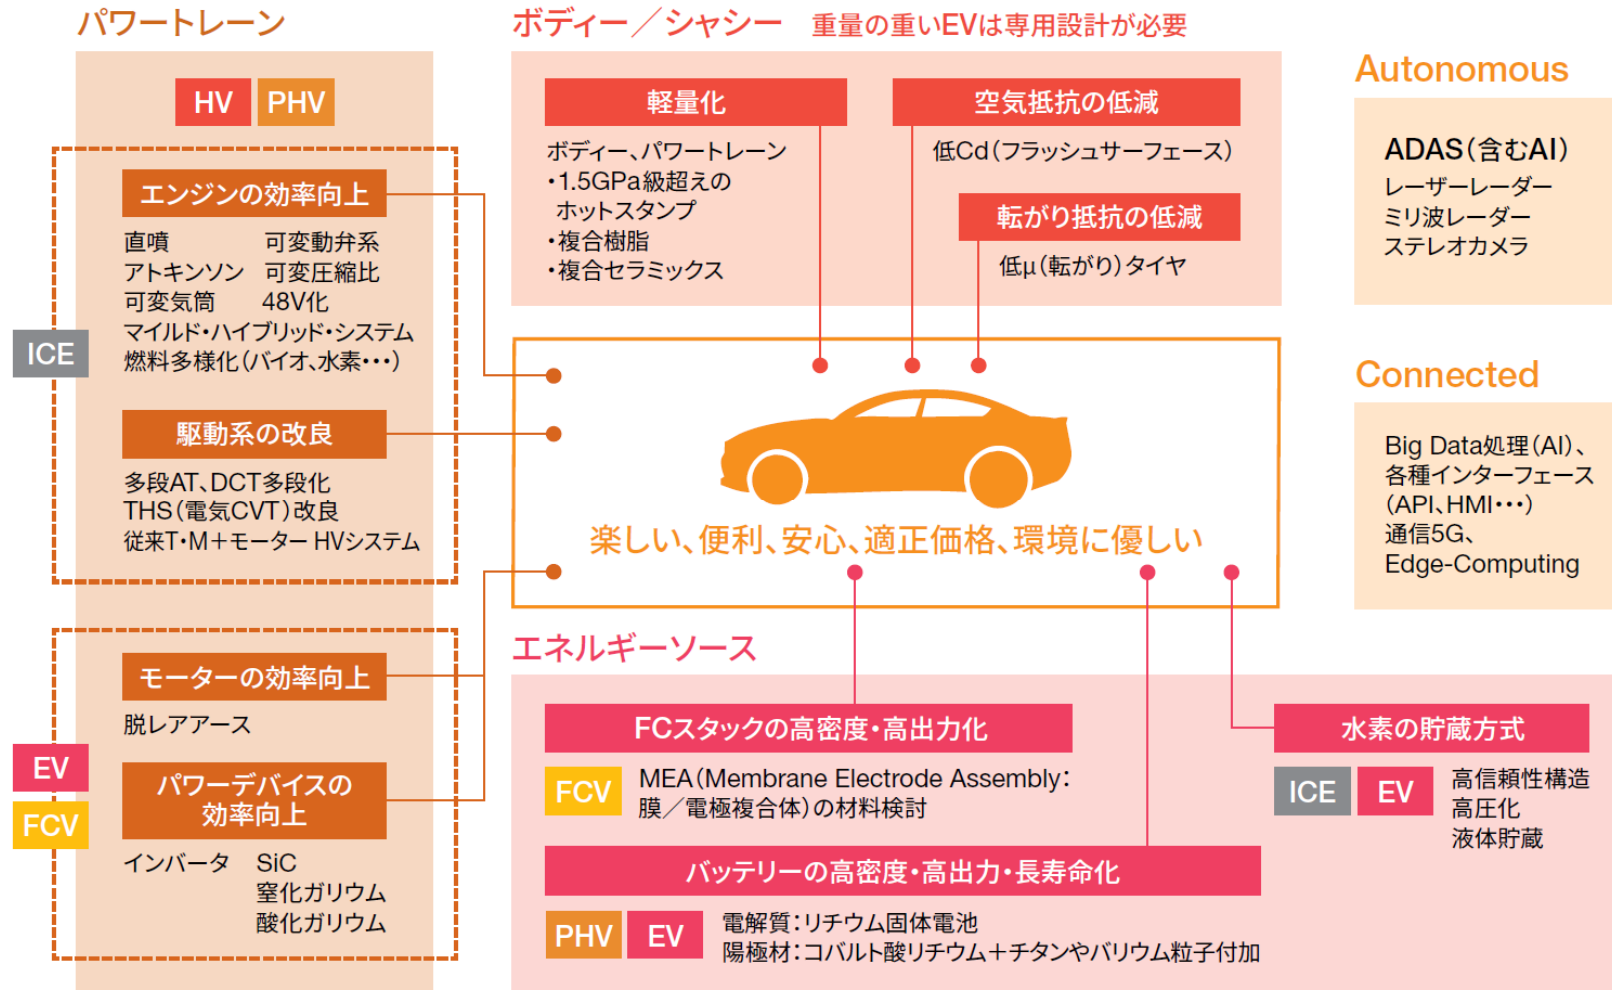 パワートレーン
HV PHV
エンジンの効率向上
直噴 可変動弁系
アトキンソン 可変圧縮比
可変気筒 48V化
マイルド・ハイブリッド・システム
燃料多様化（バイオ、水素・・・）
ICE
駆動系の改良
多段AT、DCT多段化
THS（電気CVT）改良
従来T・M＋モーター HVシステム
モーターの効率向上
脱レアアース
EV
FCV
パワーデバイスの
効率向上
インバータ SiC
窒化ガリウム
酸化ガリウム
ボディー／シャシー 重量の重いEVは専用設計が必要
軽量化
ボディー、パワートレーン
・1.5GPa級超えの
ホットスタンプ
・複合樹脂
・複合セラミックス
空気抵抗の低減
低Cd（フラッシュサーフェース）
転がり抵抗の低減
低μ（転がり）タイヤ
楽しい、便利、安心、適正価格、環境に優しい
エネルギーソース
FCスタックの高密度・高出力化
FCV
MEA（Membrane Electrode Assembly：
膜／電極複合体）の材料検討
水素の貯蔵方式
ICE EV
高信頼性構造
高圧化
液体貯蔵
バッテリーの高密度・高出力・長寿命化
PHV EV
電解質：リチウム固体電池
陽極材：コバルト酸リチウム＋チタンやバリウム粒子付加
Autonomous
ADAS（含むAI）
レーザーレーダー
ミリ波レーダー
ステレオカメラ
Connected
Big Data処理（AI）、
各種インターフェース
（API、HMI・・・）
通信5G、
Edge-Computing